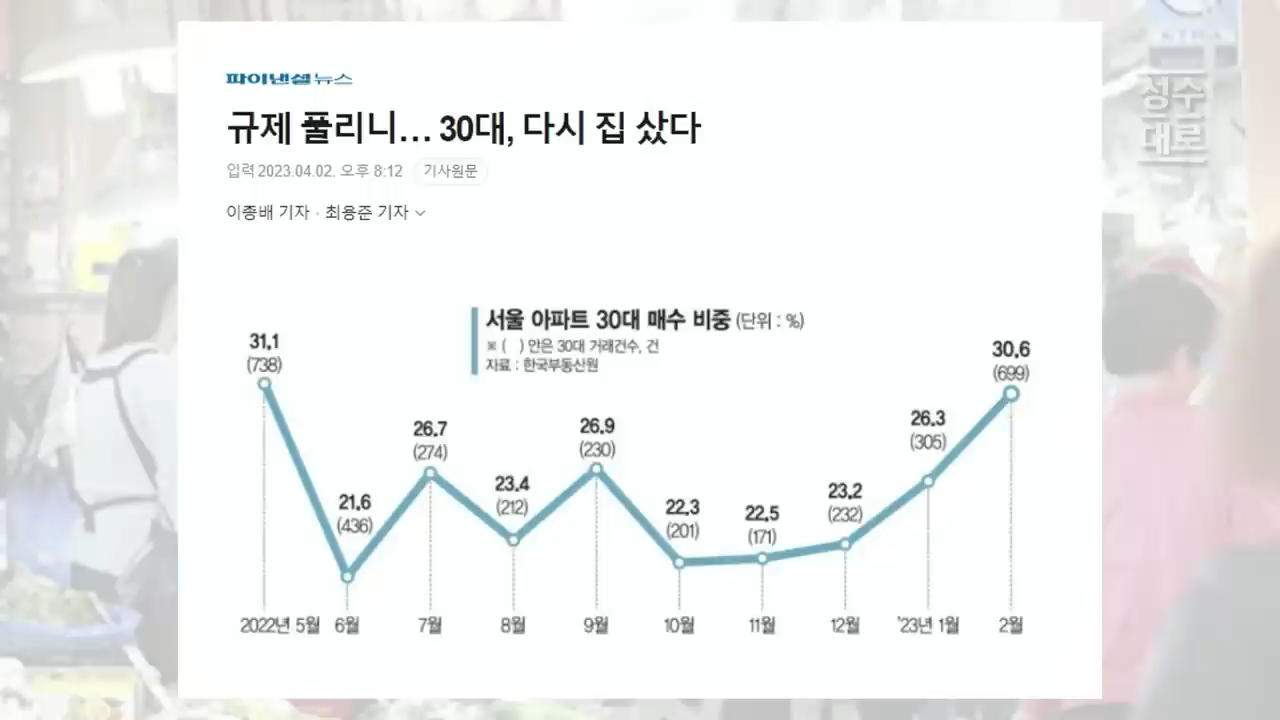 파이낸셜뉴스
규제 풀리니… 30대, 다시 집 샀다
입력 2023.04.02. 오후 8:12 기사원문
이종배 기자 · 최용준 기자
서울 아파트 30대 매수 비중 (단위 : %)
※ ( ) 안은 30대 거래건수, 건
자료 : 한국부동산원
31.1
(738)
21.6
(436)
26.7
(274)
23.4
(212)
26.9
(230)
22.3
(201)
22.5
(171)
23.2
(232)
26.3
(305)
30.6
(699)
2022년 5월 6월 7월 8월 9월 10월 11월 12월 '23년 1월 2월
성수
대로